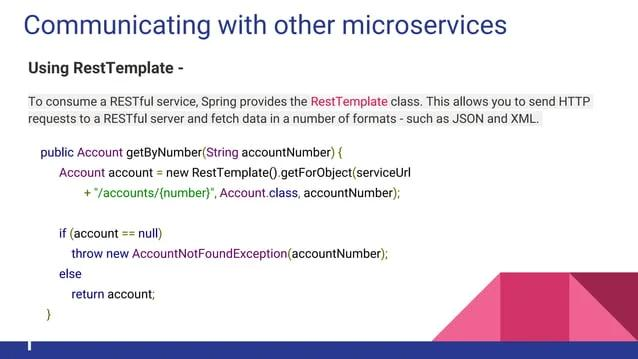 Communicating with other microservices
Using RestTemplate -
To consume a RESTful service, Spring provides the RestTemplate class. This allows you to send HTTP
requests to a RESTful server and fetch data in a number of formats - such as JSON and XML.
public Account getByNumber(String accountNumber) {
Account account = new RestTemplate().getForObject(serviceUrl
+ "/accounts/{number}", Account.class, accountNumber);
if (account == null)
throw new AccountNotFoundException(accountNumber);
else
return account;
}